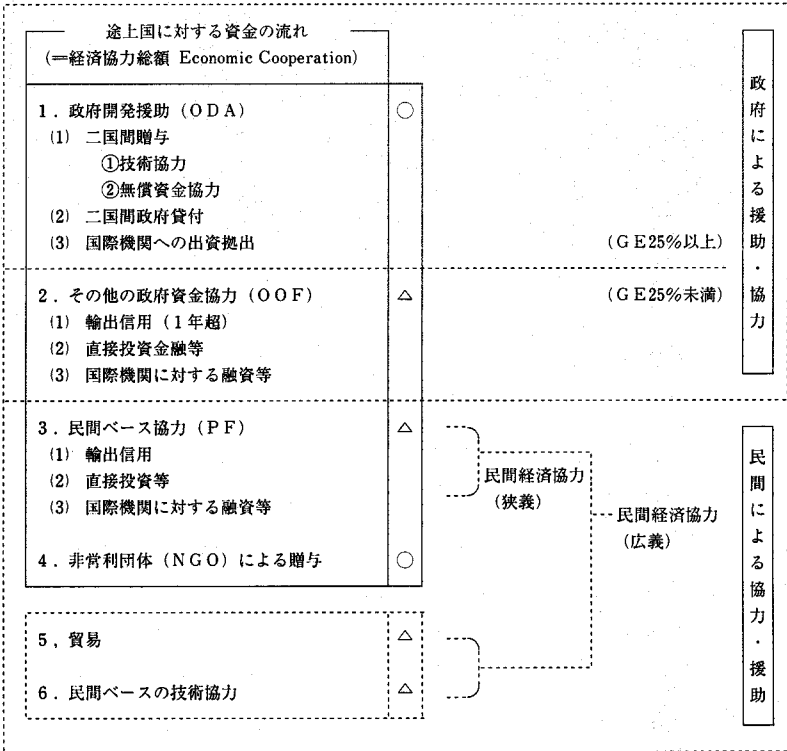 途上国に対する資金の流れ
(=経済協力総額 Economic Cooperation)
1．政府開発援助（ODA） ○
(1) 二国間贈与
①技術協力
②無償資金協力
(2) 二国間政府貸付
(3) 国際機関への出資拠出 (GE25%以上)
2．その他の政府資金協力（OOF） △ (GE25%未満)
(1) 輸出信用（1年超）
(2) 直接投資金融等
(3) 国際機関に対する融資等
政府による援助・協力
3．民間ベース協力（PF） △
(1) 輸出信用
(2) 直接投資等
(3) 国際機関に対する融資等
4．非営利団体（NGO）による贈与 ○
民間経済協力
(狭義)
民間経済協力
(広義)
5，貿易 △
6．民間ベースの技術協力 △
民間による協力・援助